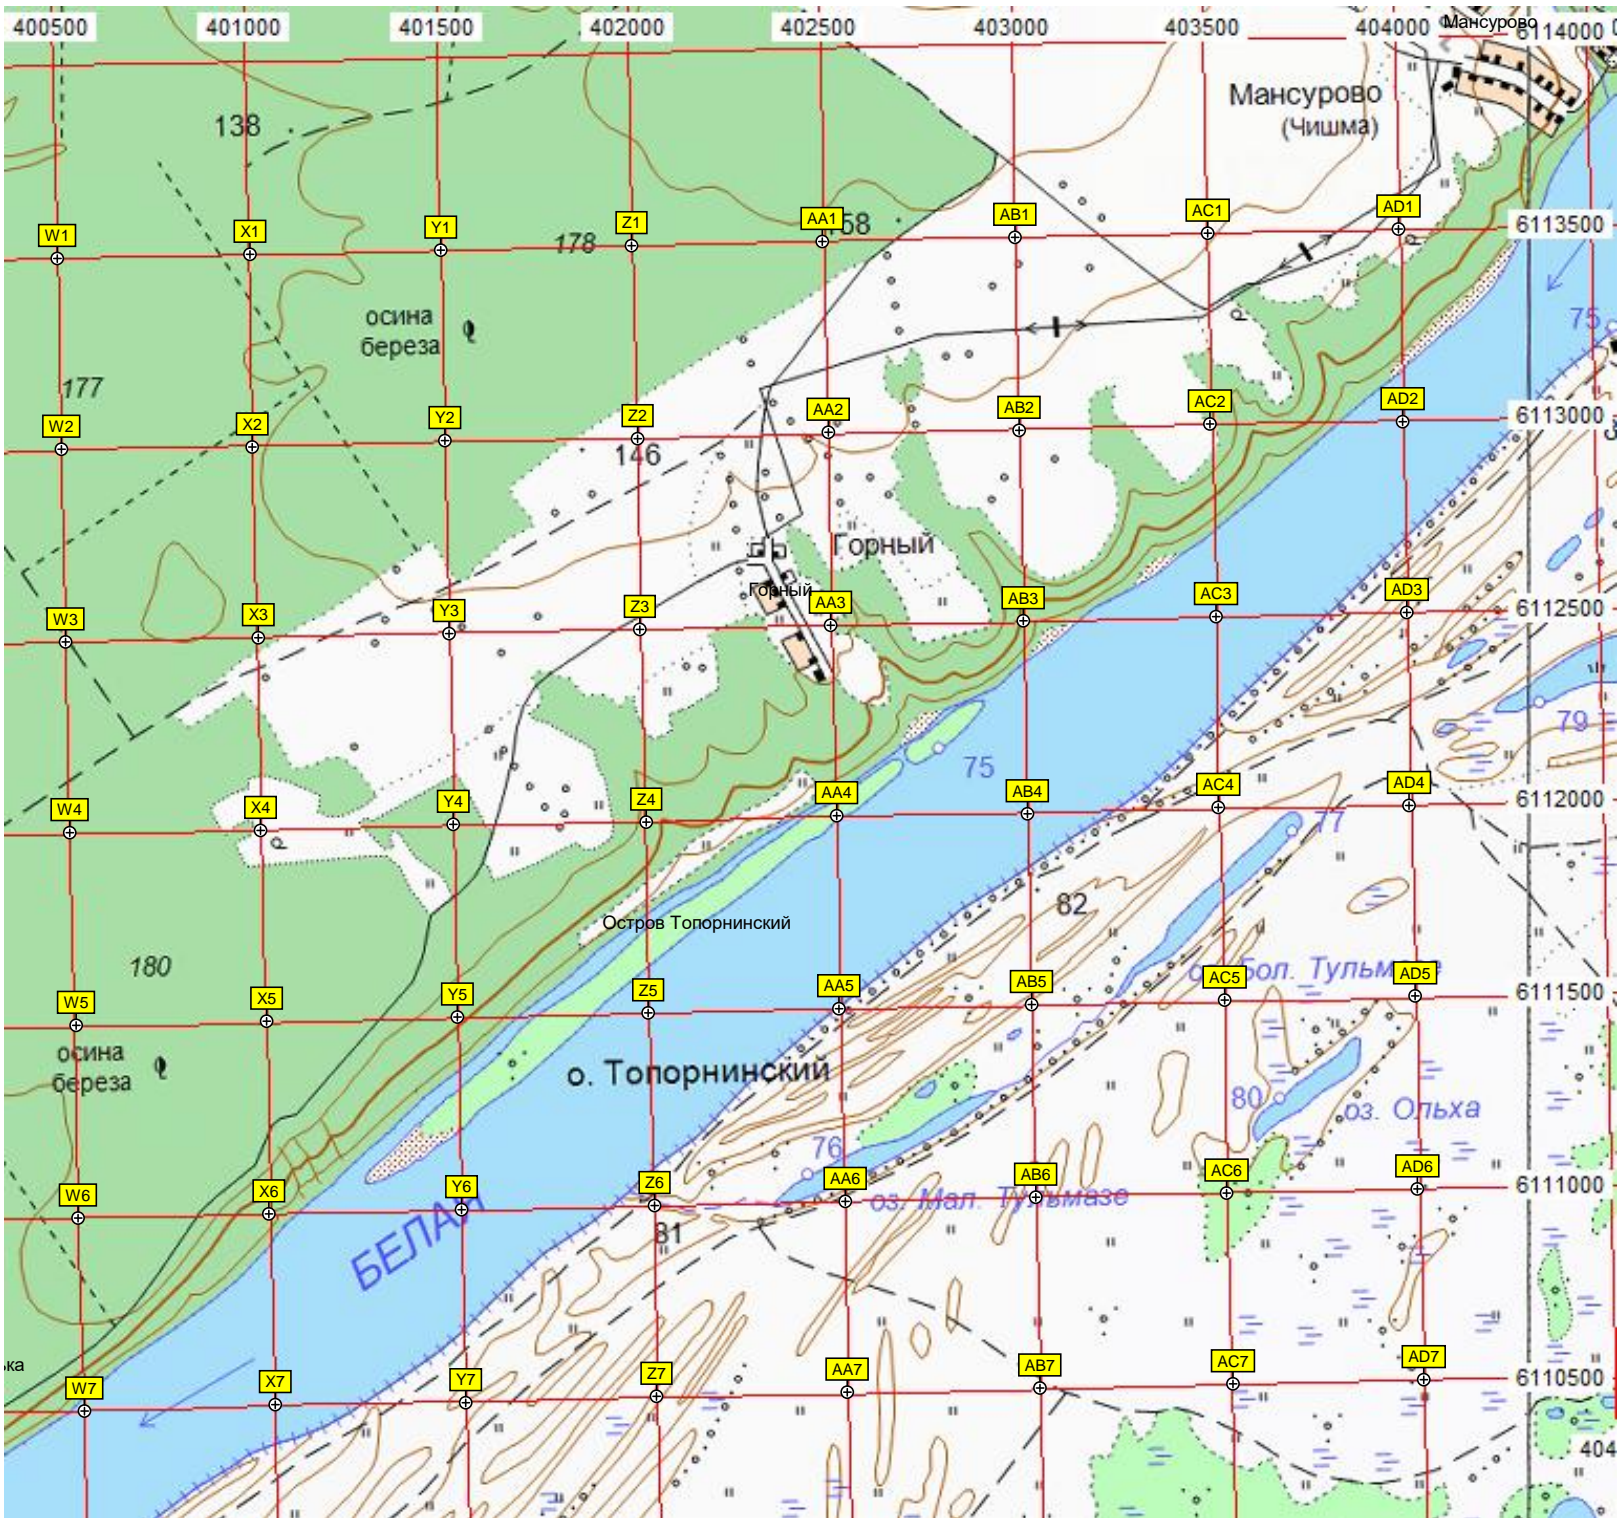 400500 401000 401500 402000 402500 403000 403500 404000
Мансурово
6114000
Мансурово
(Чишма)
138
W1 X1 Y1 Z1 AA1 AB1 AC1 AD1
178
158
6113500
осина
береза
75
177
W2 X2 Y2 Z2 AA2 AB2 AC2 AD2
6113000
146
Горный
Горный
W3 X3 Y3 Z3 AA3 AB3 AC3 AD3
6112500
79
75
W4 X4 Y4 Z4 AA4 AB4 AC4 AD4
6112000
77
82
Остров Топорнинский
180
Бол. Тульмазе
W5 X5 Y5 Z5 AA5 AB5 AC5 AD5
6111500
осина
береза
о. Топорнинский
80
оз. Ольха
76
W6 X6 Y6 Z6 AA6 AB6 AC6 AD6
6111000
оз. Мал. Тульмазе
БЕЛАЯ
81
ька
W7 X7 Y7 Z7 AA7 AB7 AC7 AD7
6110500
404